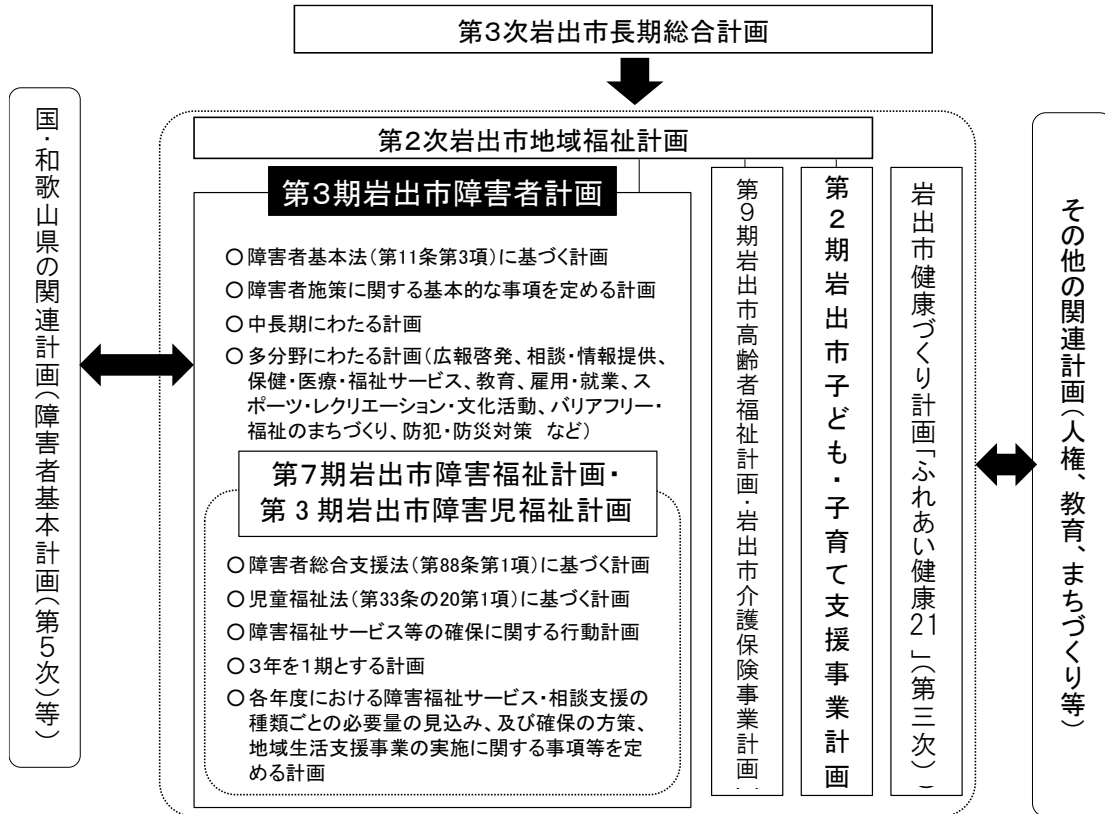 第3次岩出市長期総合計画
国・和歌山県の関連計画(障害者基本計画(第5次)等)
第2次岩出市地域福祉計画
第3期岩出市障害者計画
○障害者基本法(第11条第3項)に基づく計画
○障害者施策に関する基本的な事項を定める計画
○中長期にわたる計画
○多分野にわたる計画(広報啓発、相談・情報提供、
保健・医療・福祉サービス、教育、雇用・就業、ス
ポーツ・レクリエーション・文化活動、バリアフリー・
福祉のまちづくり、防犯・防災対策 など)
第7期岩出市障害福祉計画・
第3期岩出市障害児福祉計画
○障害者総合支援法(第88条第1項)に基づく計画
○児童福祉法(第33条の20第1項)に基づく計画
○障害福祉サービス等の確保に関する行動計画
○3年を1期とする計画
○各年度における障害福祉サービス・相談支援の
種類ごとの必要量の見込み、及び確保の方策、
地域生活支援事業の実施に関する事項等を定
める計画
第9期岩出市高齢者福祉計画・岩出市介護保険事業計画
第2期岩出市子ども・子育て支援事業計画
岩出市健康づくり計画「ふれあい健康21」(第三次)
その他の関連計画(人権、教育、まちづくり等)